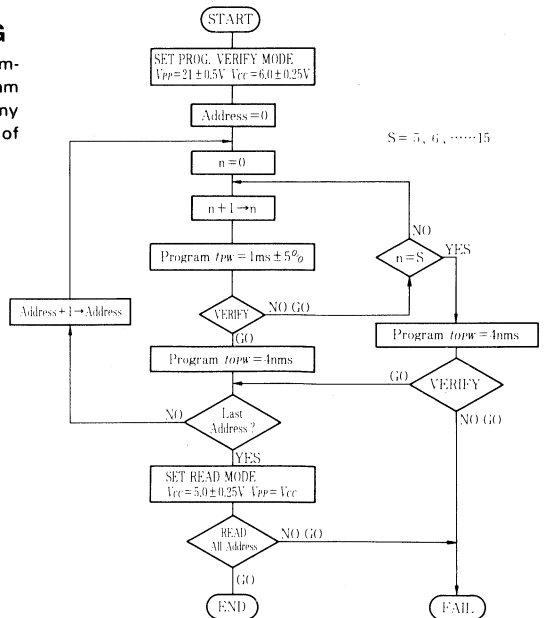 G
m-
am
ny
of
START
SET PROG. VERIFY MODE
VPP=21±0.5V VCC=6.0±0.25V
Address=0
S=5, 6, ……15
n=0
n+1→n
NO
YES
Program tPW=1ms±5%
n=S
Address+1→Address
VERIFY
NO GO
GO
Program tOPW=4nms
Program tOPW=4nms
GO
VERIFY
NO GO
NO
Last
Address?
YES
SET READ MODE
VCC=5.0±0.25V VPP=VCC
READ
All Address
NO GO
GO
END
FAIL